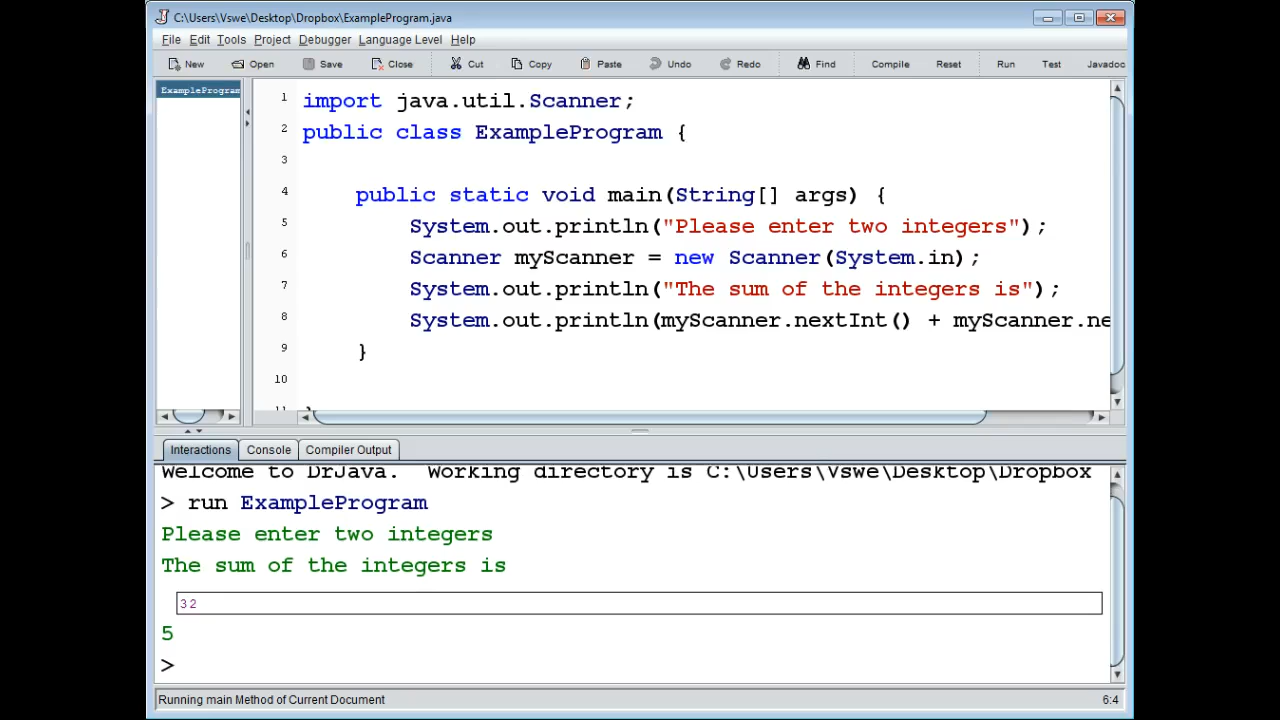 C:\Users\Vswe\Desktop\Dropbox\ExampleProgram.java
File Edit Tools Project Debugger Language Level Help
New Open Save Close Cut Copy Paste Undo Redo Find Compile Reset Run Test Javadoc
ExampleProgram
1 import java.util.Scanner;
2 public class ExampleProgram {
3
4 public static void main(String[] args) {
5 System.out.println("Please enter two integers");
6 Scanner myScanner = new Scanner(System.in);
7 System.out.println("The sum of the integers is");
8 System.out.println(myScanner.nextInt() + myScanner.ne
9 }
10
11 }
Interactions Console Compiler Output
Welcome to DrJava. Working directory is C:\Users\Vswe\Desktop\Dropbox
> run ExampleProgram
Please enter two integers
The sum of the integers is
3 2
5
>
Running main Method of Current Document 6:4